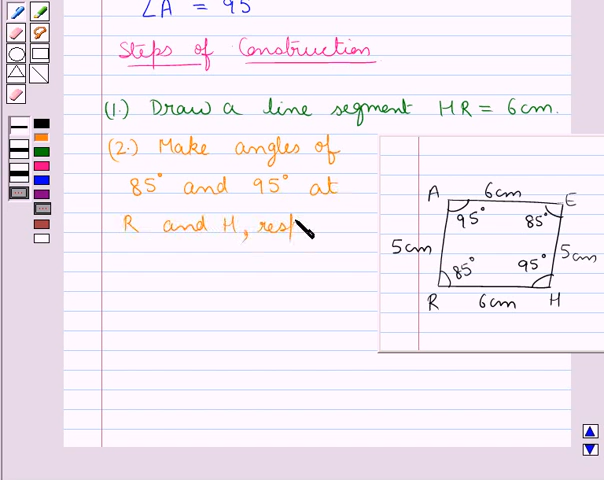 ∠A = 95
Steps of Construction
(1.) Draw a line segment HR = 6cm.
(2.) Make angles of
85° and 95° at
R and H, resp
A 6cm E
95° 85°
5cm 5cm
85° 95°
R 6cm H